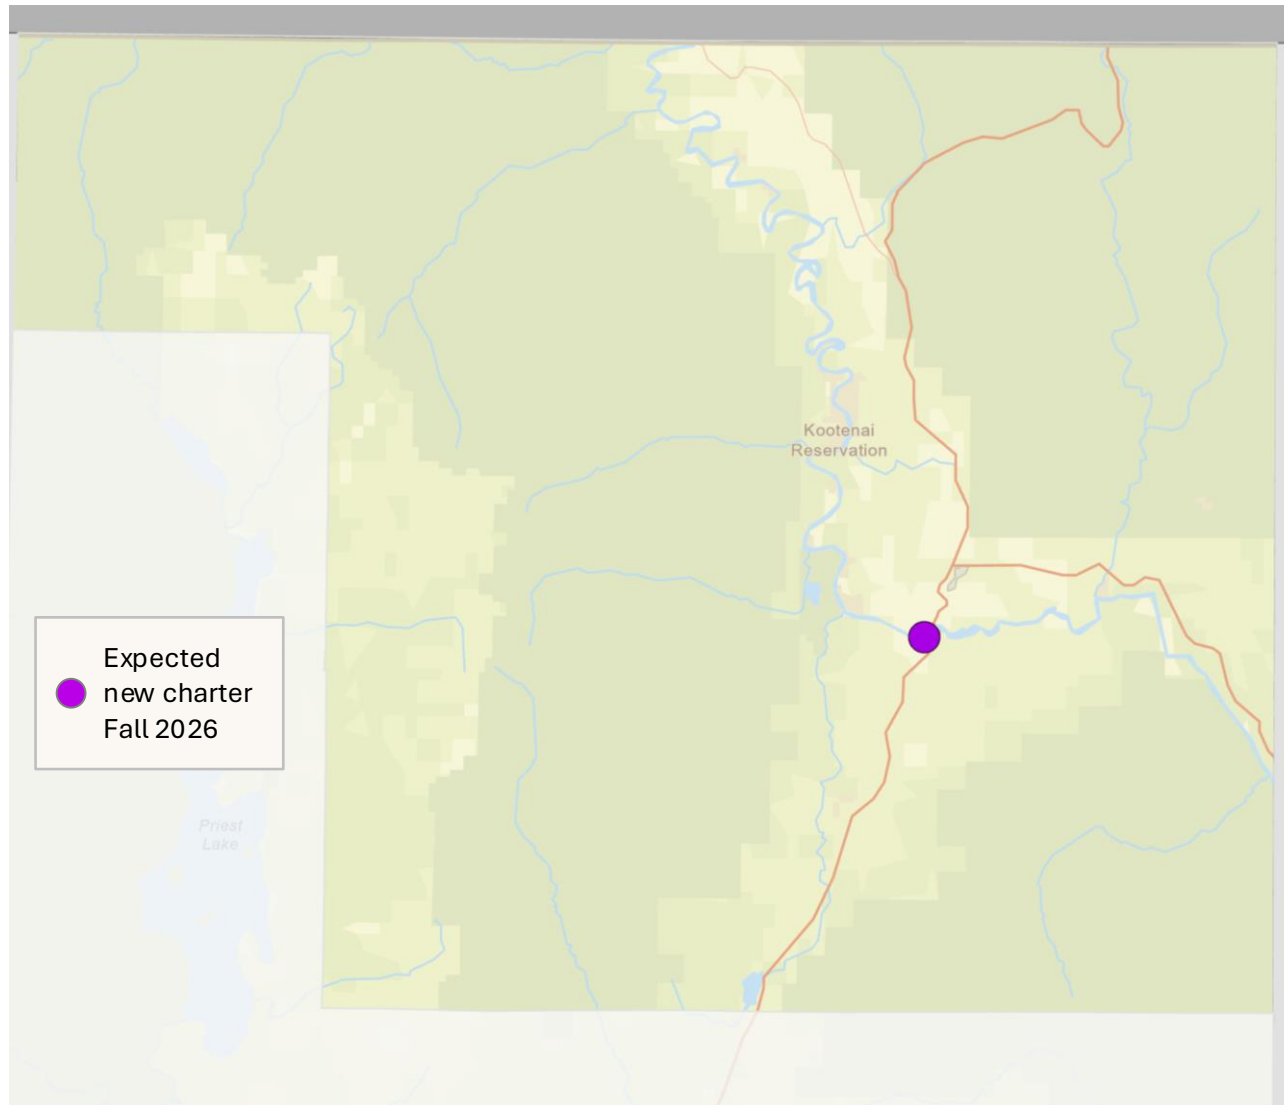 Kootenai
Reservation
Expected
new charter
Fall 2026
Priest
Lake